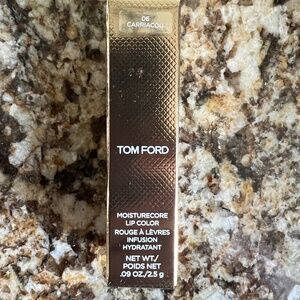 06
CARRIACOU
TOM FORD
MOISTURECORE
LIP COLOR
ROUGE À LÈVRES
INFUSION
HYDRATANT
NET WT./
POIDS NET
.09 OZ./2.5 g